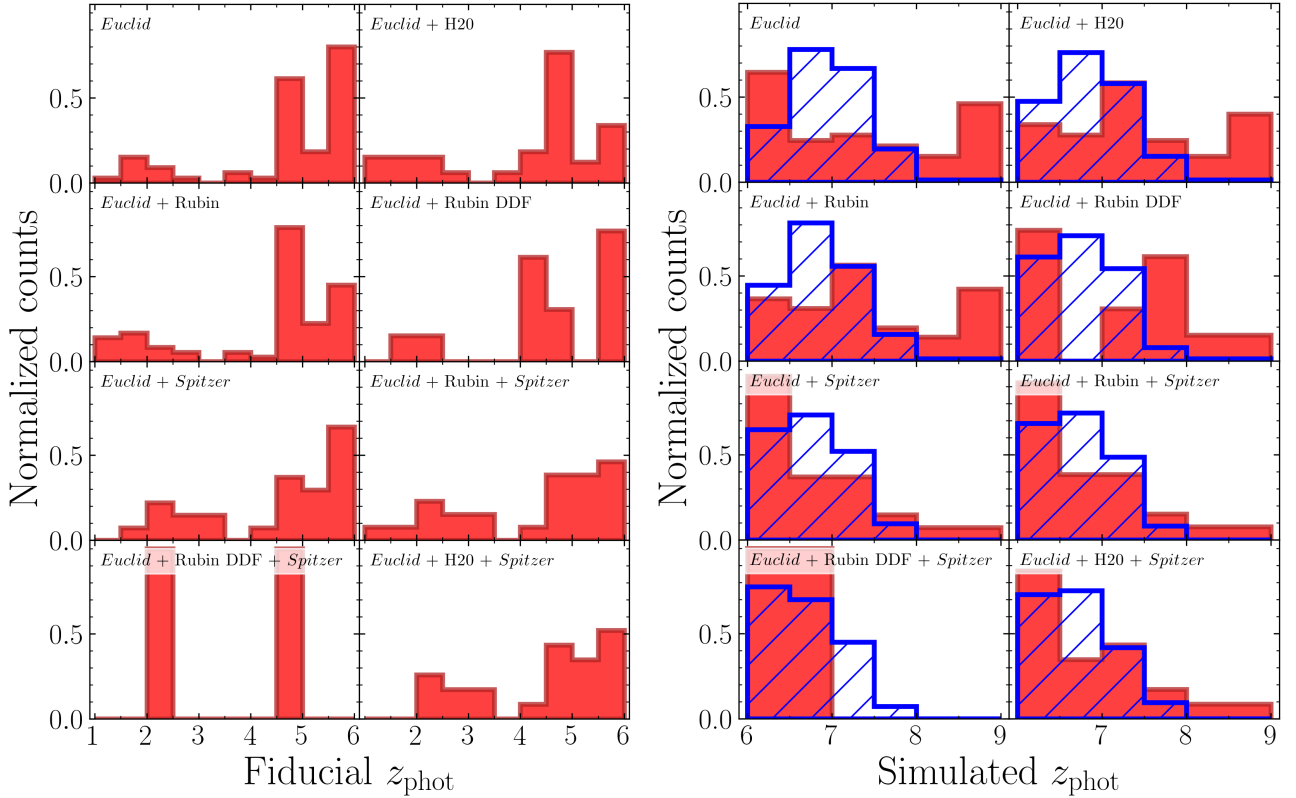 Euclid
Euclid + H20
0.5
0.0
Euclid + Rubin
Euclid + Rubin DDF
0.5
0.0
Euclid + Spitzer
Euclid + Rubin + Spitzer
0.5
0.0
Euclid + Rubin DDF + Spitzer
Euclid + H20 + Spitzer
0.5
0.0
1 2 3 4 5 6 2 3 4 5 6
Normalized counts
Fiducial z_phot
Euclid
Euclid + H20
0.5
0.0
Euclid + Rubin
Euclid + Rubin DDF
0.5
0.0
Euclid + Spitzer
Euclid + Rubin + Spitzer
0.5
0.0
Euclid + Rubin DDF + Spitzer
Euclid + H20 + Spitzer
0.5
0.0
6 7 8 9 7 8 9
Normalized counts
Simulated z_phot